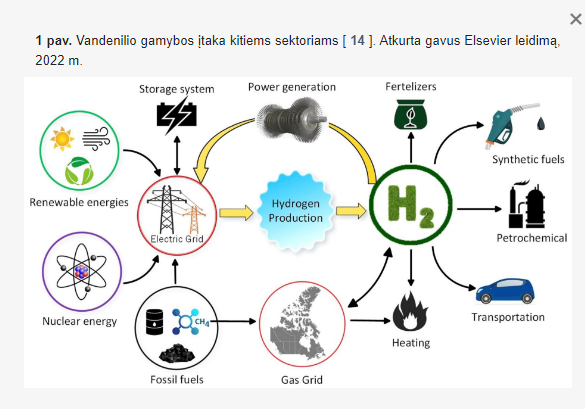 1 pav. Vandenilio gamybos įtaka kitiems sektoriams [ 14 ]. Atkurta gavus Elsevier leidimą,
2022 m.
Storage system
Power generation
Fertelizers
Synthetic fuels
Renewable energies
Electric Grid
Hydrogen
Production
H2
Petrochemical
Nuclear energy
CH4
Transportation
Heating
Fossil fuels
Gas Grid